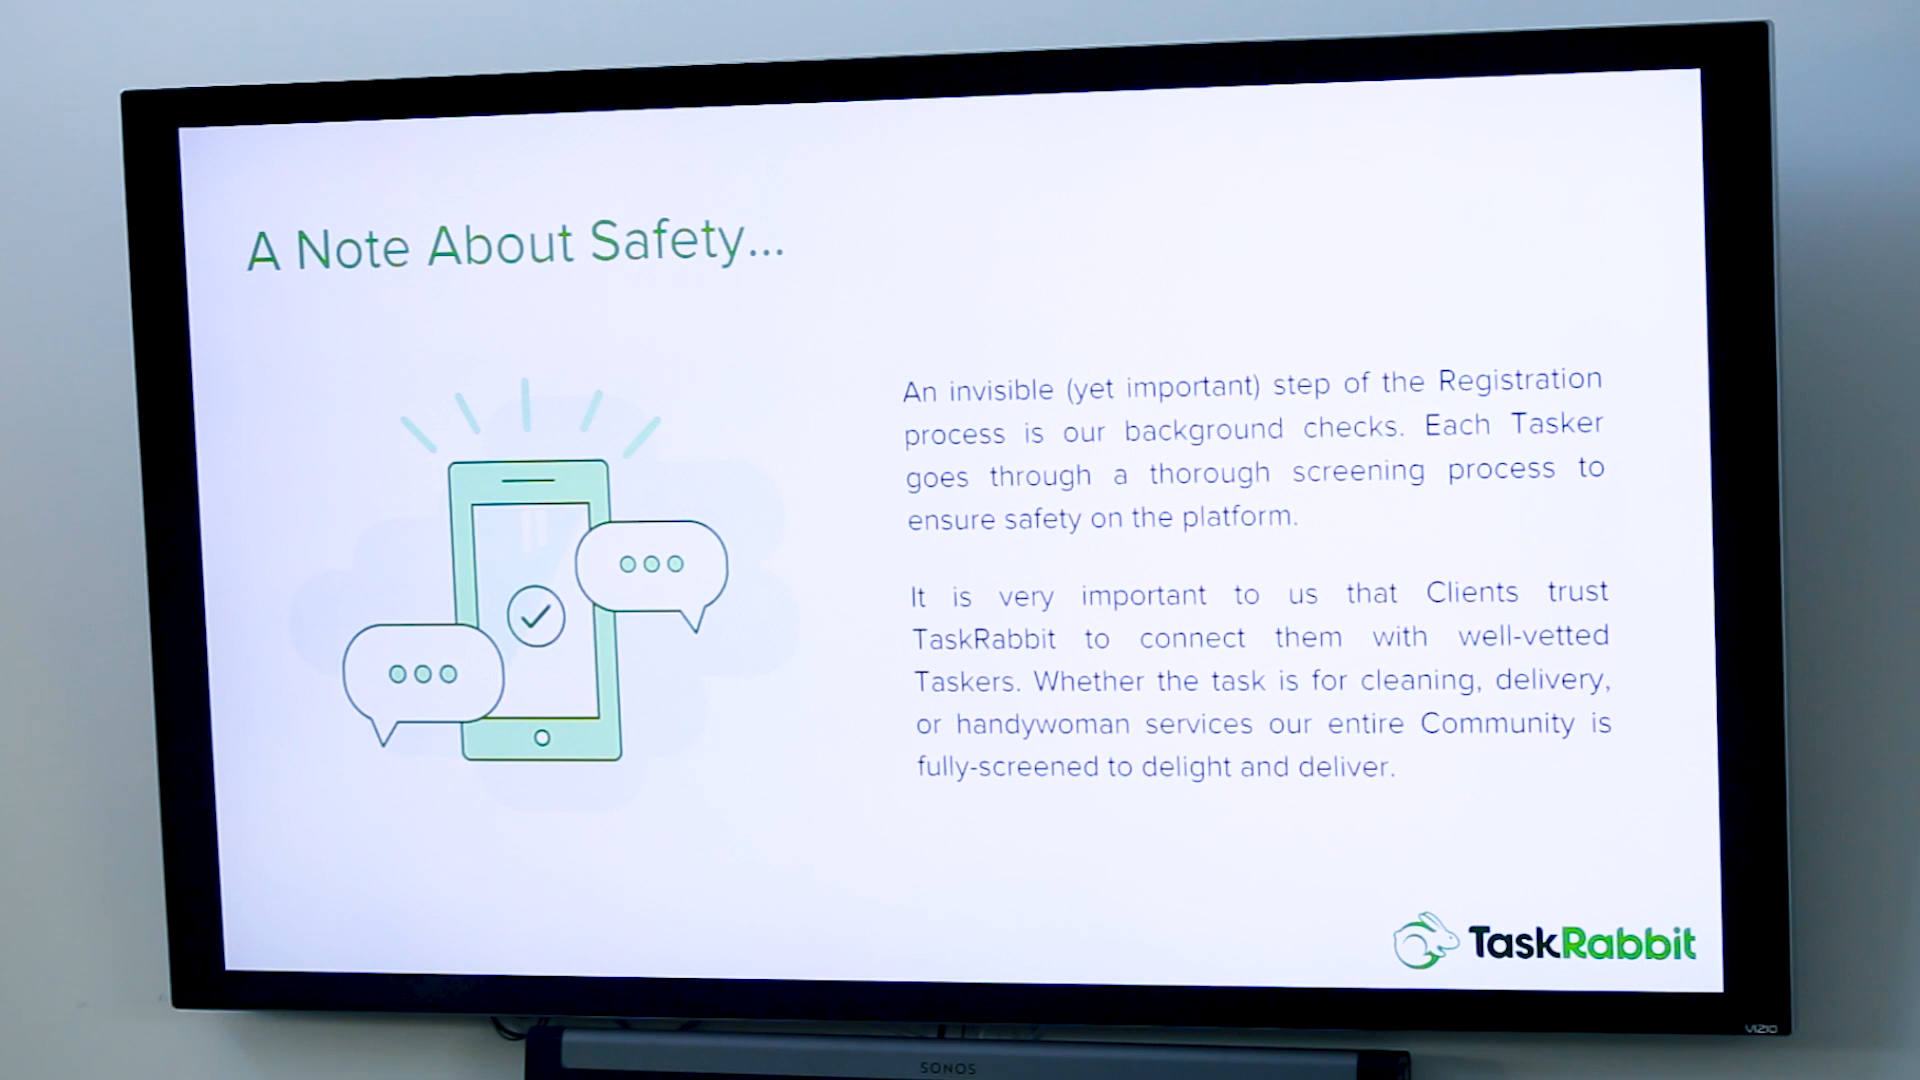 A Note About Safety...
An invisible (yet important) step of the Registration
process is our background checks. Each Tasker
goes through a thorough screening process to
ensure safety on the platform.
It is very important to us that Clients trust
TaskRabbit to connect them with well-vetted
Taskers. Whether the task is for cleaning, delivery,
or handywoman services our entire Community is
fully-screened to delight and deliver.
TaskRabbit
VIZIO
SONOS